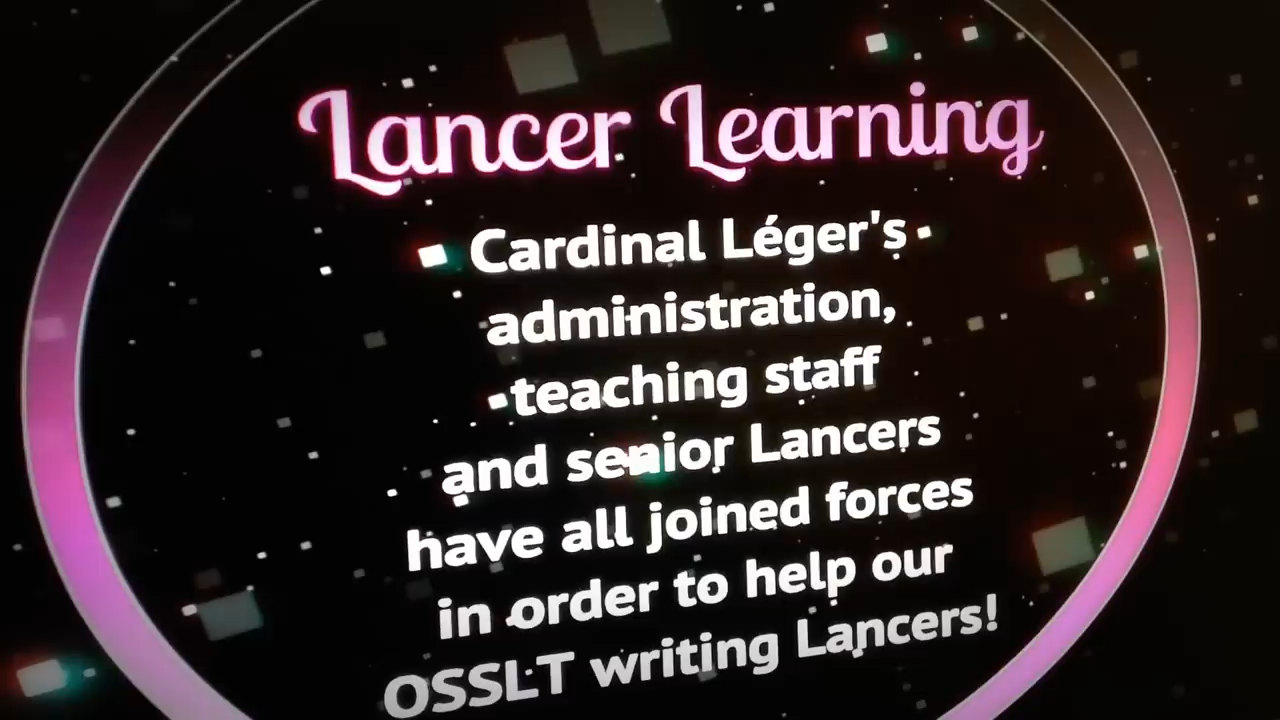 Lancer Learning
Cardinal Léger's
administration,
teaching staff
and senior Lancers
have all joined forces
in order to help our
OSSLT writing Lancers!